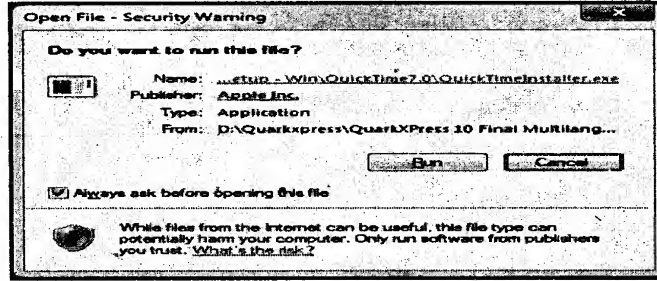 Open File - Security Warning
Do you want to run this file?
Name: ...etup - Win\QuickTime7.0\QuickTimeInstaller.exe
Publisher: Apple Inc.
Type: Application
From: D:\Quarkxpress\QuarkXPress 10 Final Multilang...
Run Cancel
Always ask before opening this file
While files from the Internet can be useful, this file type can
potentially harm your computer. Only run software from publishers
you trust. What's the risk?